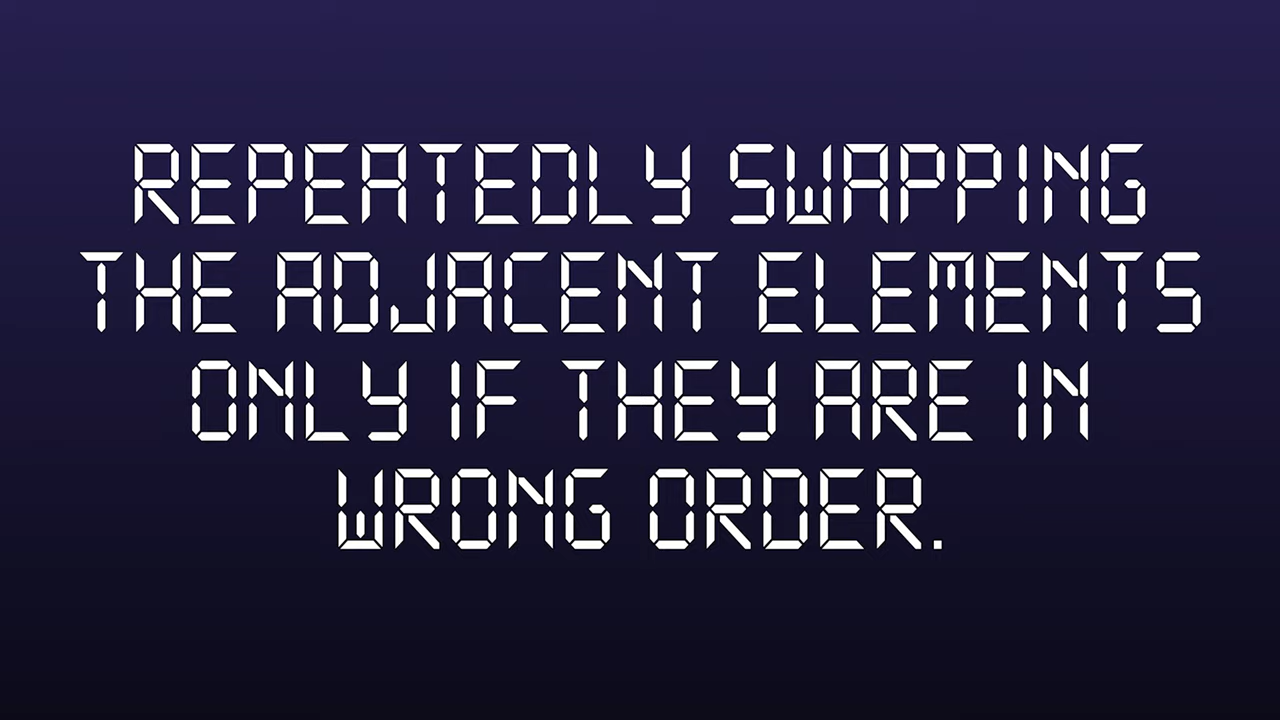 REPEATEDLY SWAPPING
THE ADJACENT ELEMENTS
ONLY IF THEY ARE IN
WRONG ORDER.